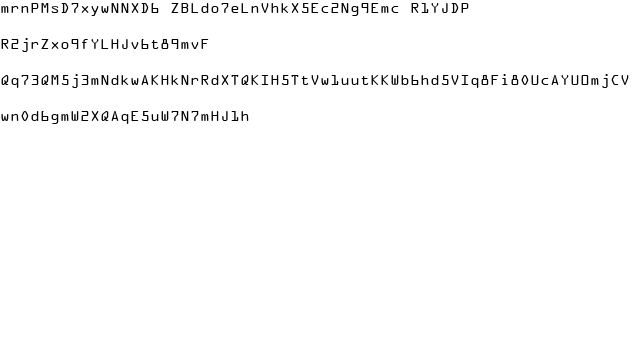 mrnPMsD7xywNNXD6 ZBLdo7eLnVhkX5Ec2Ng9Emc R1YJDP
R2jrZxo9fYLHJv6t89mvF
Qq73QM5j3mNdkwAKHkNrRdXTQKIH5TtVw1uutKKWb6hd5VIq8Fi80UcAYUOmjCV
wn0d6gmW2XQAqE5uW7N7mHJ1h